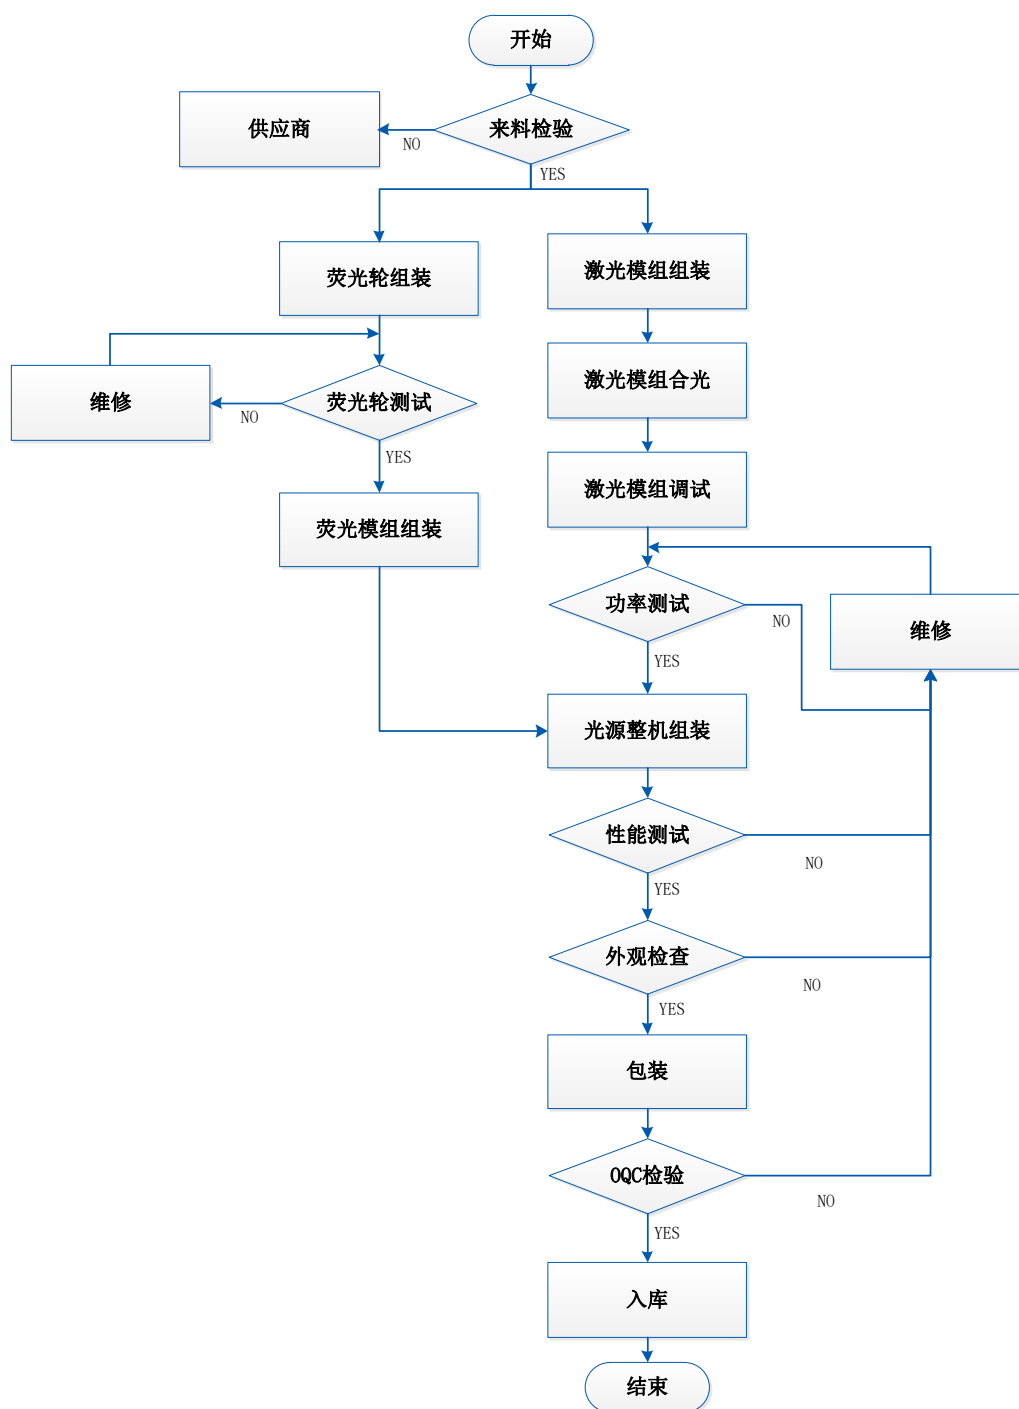 开始
供应商
来料检验
NO
YES
荧光轮组装
激光模组组装
维修
荧光轮测试
NO
YES
激光模组合光
荧光模组组装
激光模组调试
功率测试
NO
YES
维修
光源整机组装
性能测试
NO
YES
外观检查
NO
YES
包装
OQC检验
NO
YES
入库
结束